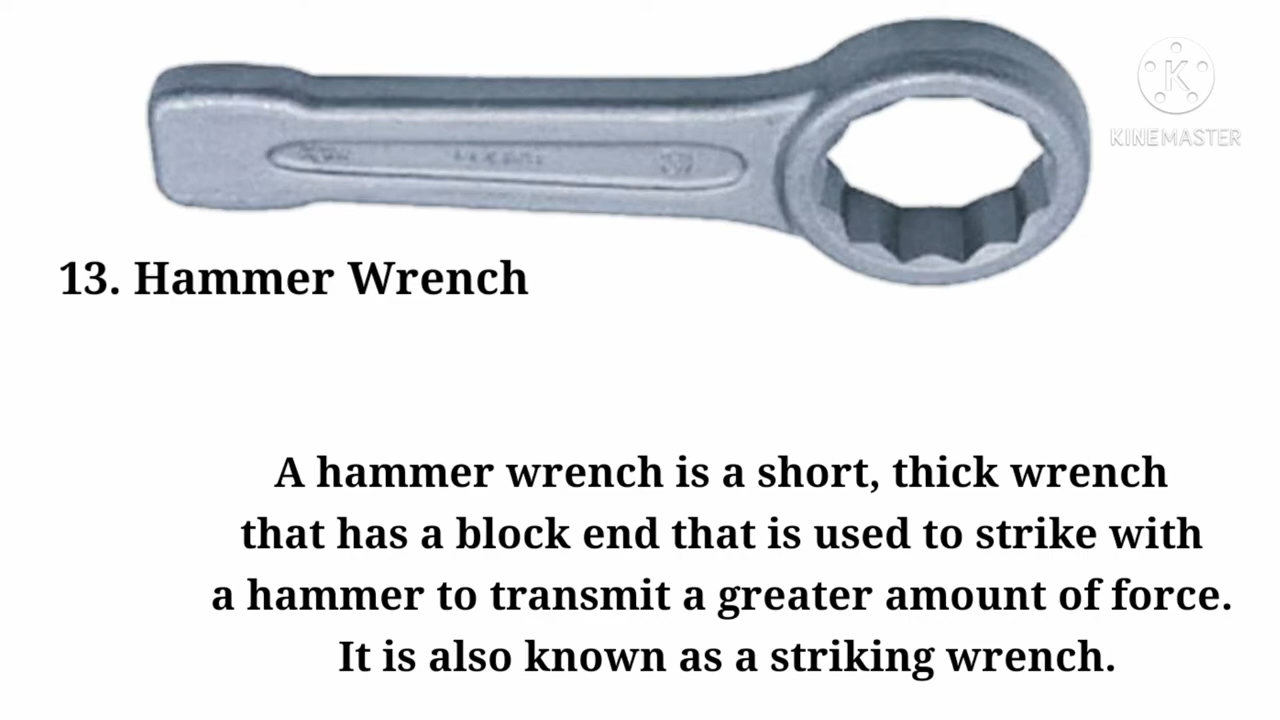 K
KINEMASTER
13. Hammer Wrench
A hammer wrench is a short, thick wrench
that has a block end that is used to strike with
a hammer to transmit a greater amount of force.
It is also known as a striking wrench.